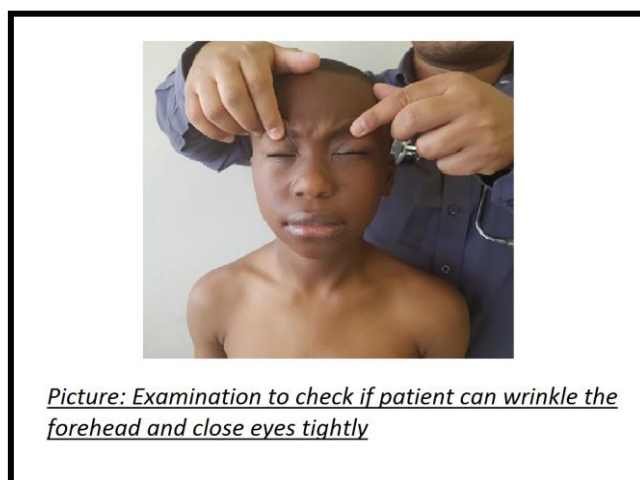 Picture: Examination to check if patient can wrinkle the
forehead and close eyes tightly